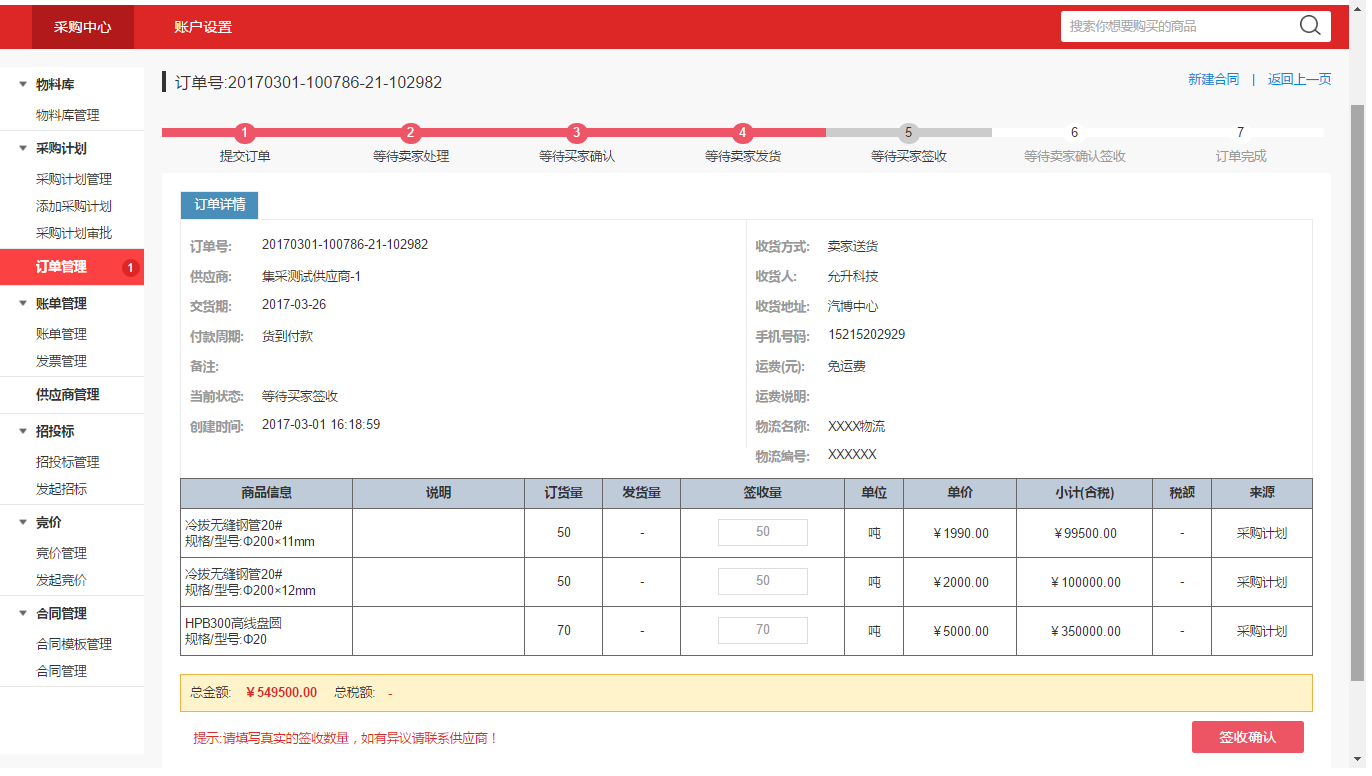 采购中心 账户设置 搜索你想要购买的商品
物料库
物料库管理
采购计划
采购计划管理
添加采购计划
采购计划审批
订单管理 1
账单管理
账单管理
发票管理
供应商管理
招投标
招投标管理
发起招标
竞价
竞价管理
发起竞价
合同管理
合同模板管理
合同管理
订单号:20170301-100786-21-102982 新建合同 | 返回上一页
1 2 3 4 5 6 7
提交订单 等待卖家处理 等待买家确认 等待卖家发货 等待买家签收 等待卖家确认签收 订单完成
订单详情
订单号: 20170301-100786-21-102982
供应商: 集采测试供应商-1
交货期: 2017-03-26
付款周期: 货到付款
备注:
当前状态: 等待买家签收
创建时间: 2017-03-01 16:18:59
收货方式: 卖家送货
收货人: 允升科技
收货地址: 汽博中心
手机号码: 15215202929
运费(元): 免运费
运费说明:
物流名称: XXXX物流
物流编号: XXXXXX
商品信息 说明 订货量 发货量 签收量 单位 单价 小计(含税) 税额 来源
冷拔无缝钢管20#
规格/型号:Φ200×11mm 50 - 50 吨 ￥1990.00 ￥99500.00 - 采购计划
冷拔无缝钢管20#
规格/型号:Φ200×12mm 50 - 50 吨 ￥2000.00 ￥100000.00 - 采购计划
HPB300高线盘圆
规格/型号:Φ20 70 - 70 吨 ￥5000.00 ￥350000.00 - 采购计划
总金额: ￥549500.00 总税额: -
提示:请填写真实的签收数量，如有异议请联系供应商！ 签收确认